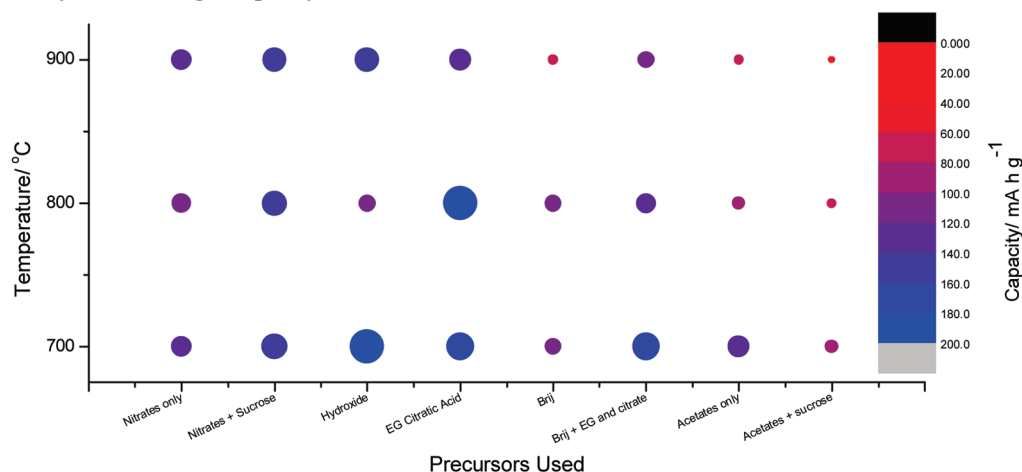 900
800
700
Temperature/ °C
Nitrates only
Nitrates + Sucrose
Hydroxide
EG Citratic Acid
Brij
Brij + EG and citrate
Acetates only
Acetates + sucrose
Precursors Used
0.000
20.00
40.00
60.00
80.00
100.0
120.0
140.0
160.0
180.0
200.0
Capacity/ mA h g⁻¹